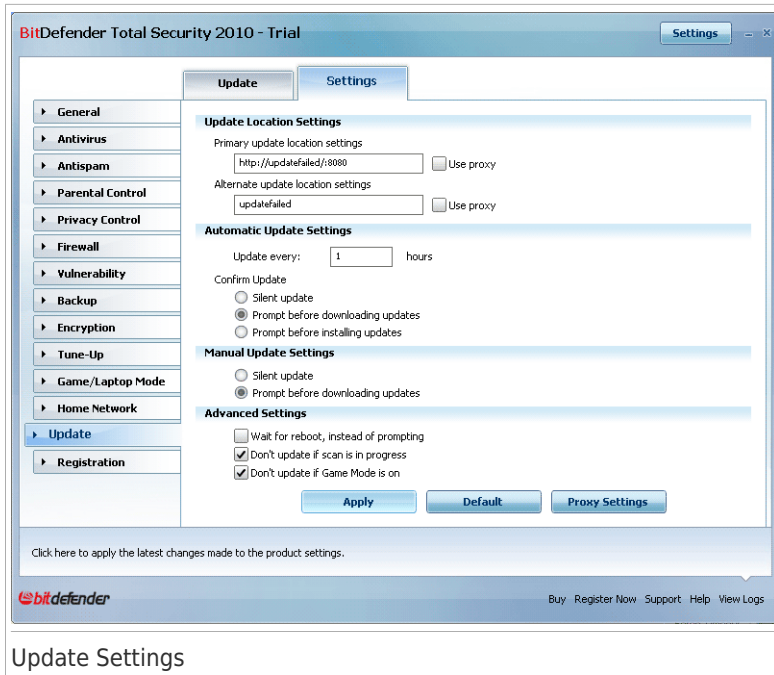 BitDefender Total Security 2010 - Trial
Settings
Update
Settings
General
Antivirus
Antispam
Parental Control
Privacy Control
Firewall
Vulnerability
Backup
Encryption
Tune-Up
Game/Laptop Mode
Home Network
Update
Registration
Update Location Settings
Primary update location settings
http://updatefailed/:8080
Use proxy
Alternate update location settings
updatefailed
Use proxy
Automatic Update Settings
Update every: 1 hours
Confirm Update
Silent update
Prompt before downloading updates
Prompt before installing updates
Manual Update Settings
Silent update
Prompt before downloading updates
Advanced Settings
Wait for reboot, instead of prompting
Don't update if scan is in progress
Don't update if Game Mode is on
Apply
Default
Proxy Settings
Click here to apply the latest changes made to the product settings.
bitdefender
Buy Register Now Support Help View Logs
Update Settings